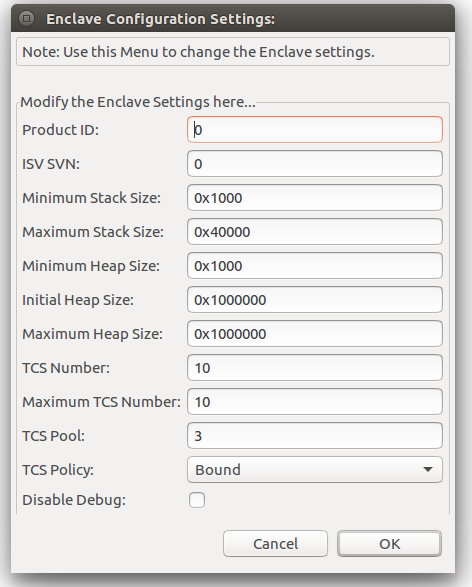 Enclave Configuration Settings:
Note: Use this Menu to change the Enclave settings.
Modify the Enclave Settings here...
Product ID: 0
ISV SVN: 0
Minimum Stack Size: 0x1000
Maximum Stack Size: 0x40000
Minimum Heap Size: 0x1000
Initial Heap Size: 0x1000000
Maximum Heap Size: 0x1000000
TCS Number: 10
Maximum TCS Number: 10
TCS Pool: 3
TCS Policy: Bound
Disable Debug:
Cancel OK